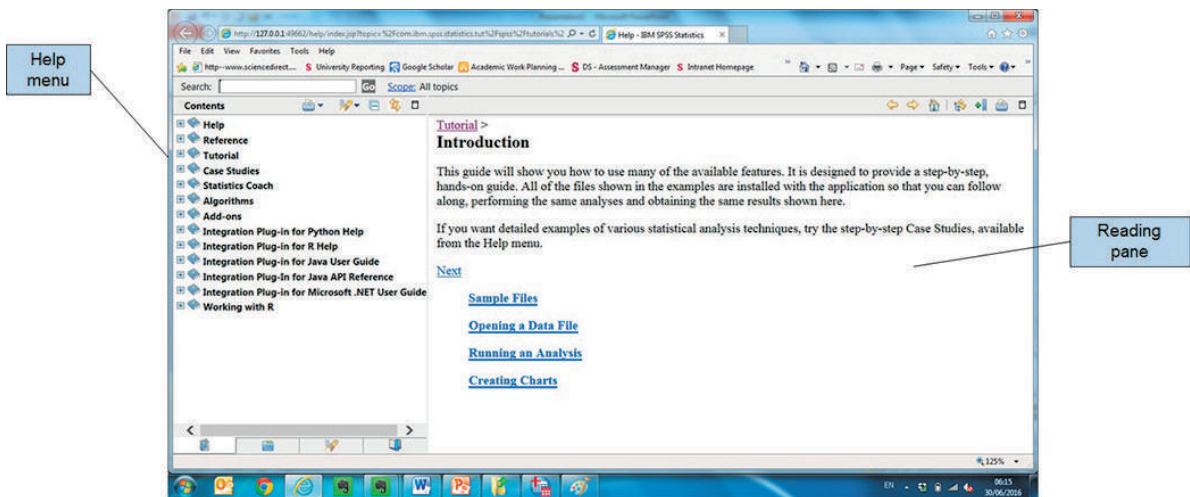 Help
menu
http://127.0.0.1:49662/help/index.jsp?topic=%2Fcom.ibm.spss.statistics.tut%2Fspss%2Ftutorials%2
Help - IBM SPSS Statistics
File Edit View Favorites Tools Help
http--www.sciencedirect... University Reporting Google Scholar Academic Work Planning ... DS - Assessment Manager Intranet Homepage Page Safety Tools
Search: GO Scope: All topics
Contents
Help
Reference
Tutorial
Case Studies
Statistics Coach
Algorithms
Add-ons
Integration Plug-in for Python Help
Integration Plug-in for R Help
Integration Plug-in for Java User Guide
Integration Plug-In for Java API Reference
Integration Plug-in for Microsoft .NET User Guide
Working with R
Tutorial >
Introduction
This guide will show you how to use many of the available features. It is designed to provide a step-by-step,
hands-on guide. All of the files shown in the examples are installed with the application so that you can follow
along, performing the same analyses and obtaining the same results shown here.
If you want detailed examples of various statistical analysis techniques, try the step-by-step Case Studies, available
from the Help menu.
Next
Sample Files
Opening a Data File
Running an Analysis
Creating Charts
Reading
pane
125%
EN
06:15
30/06/2016